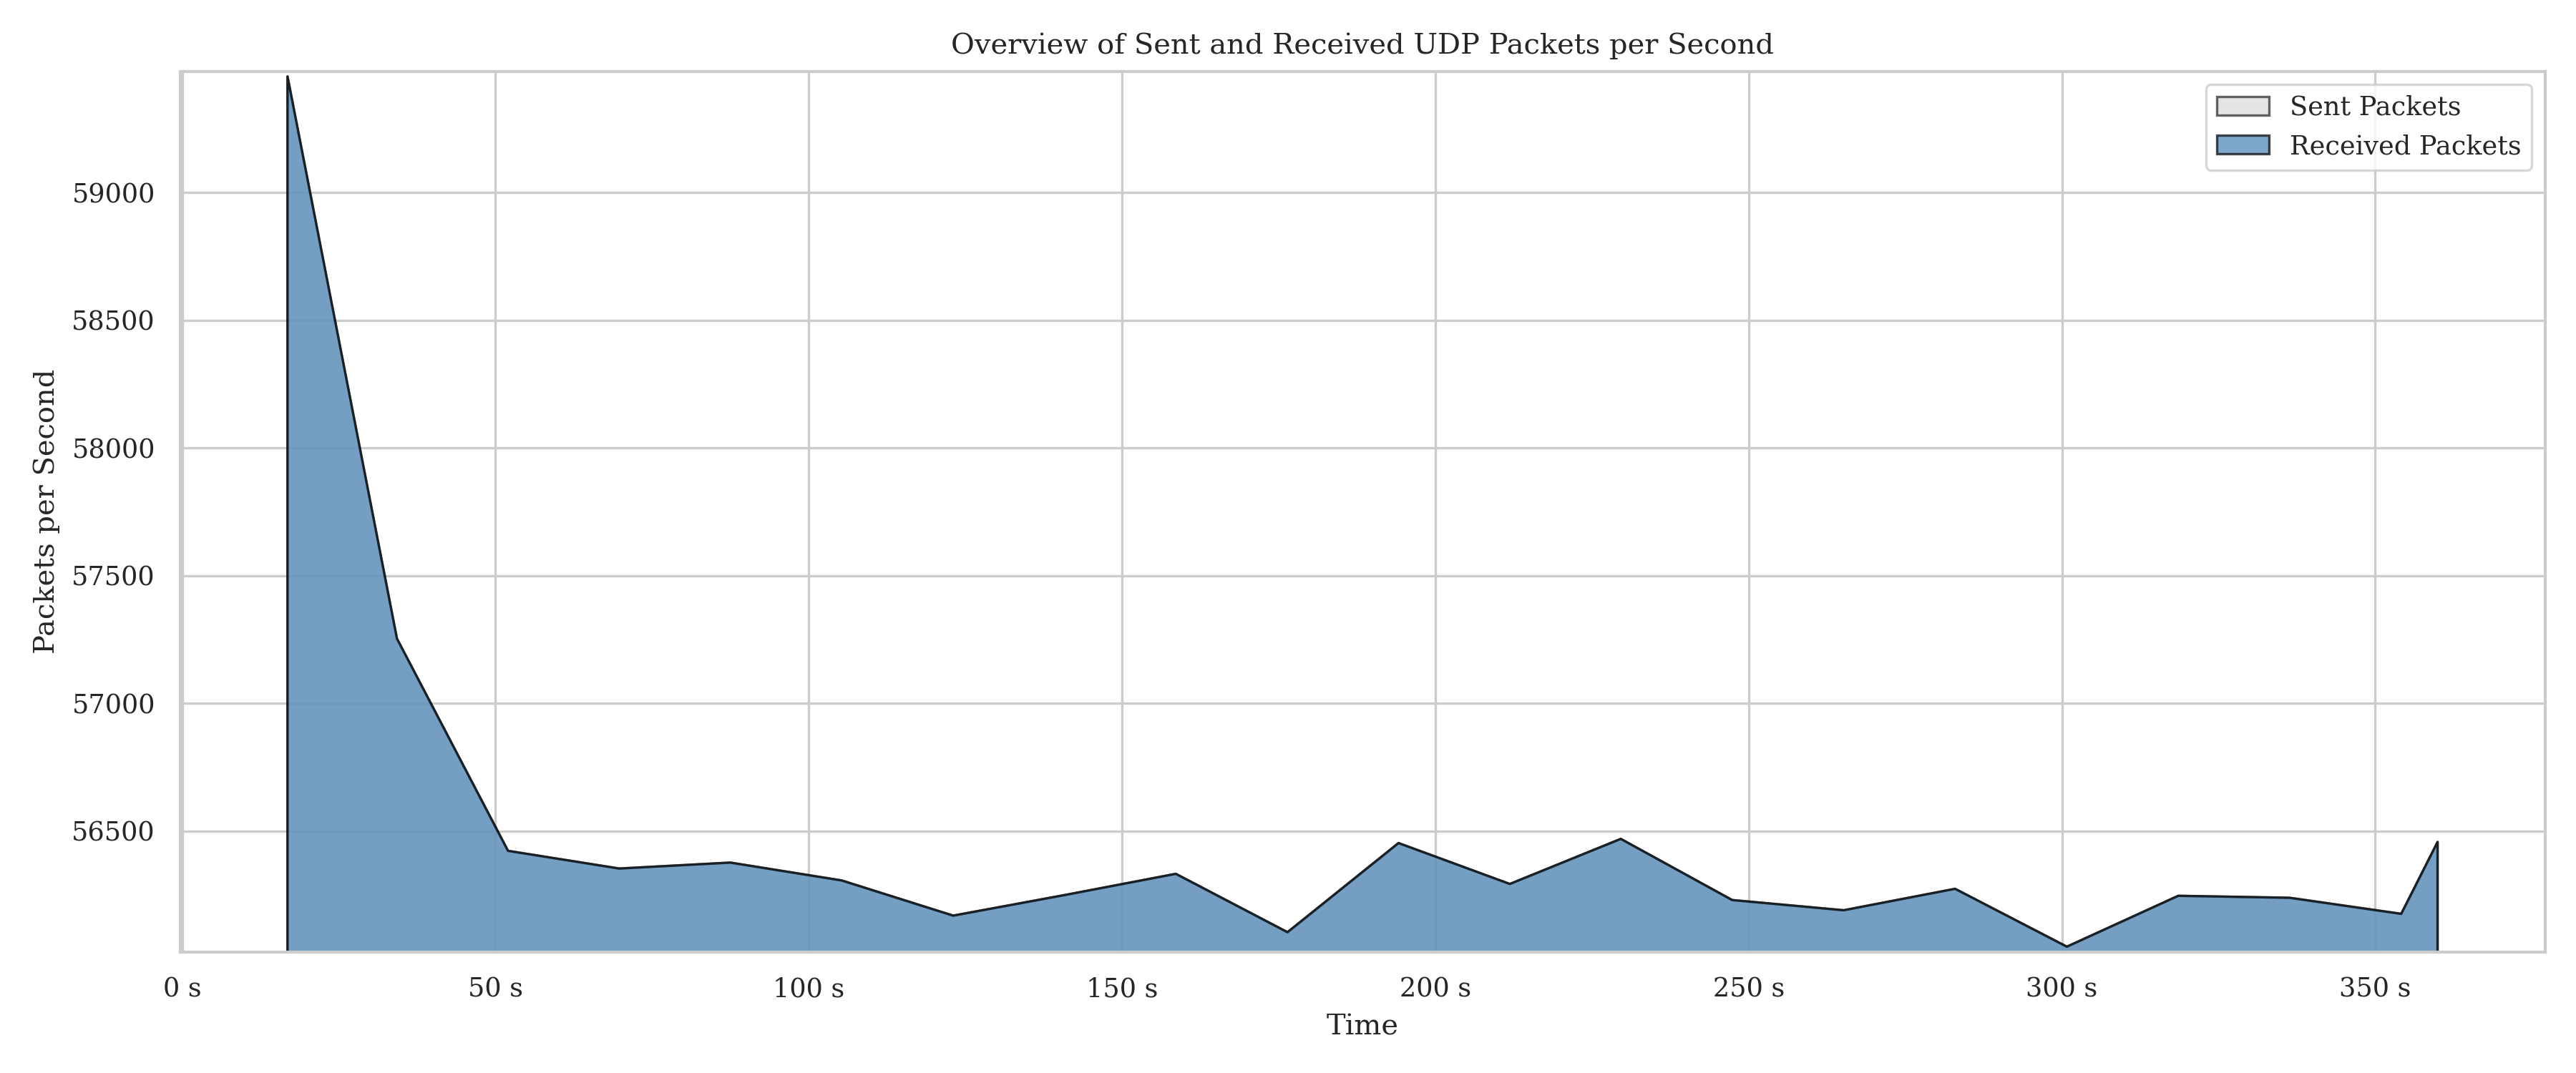 Overview of Sent and Received UDP Packets per Second
Sent Packets
Received Packets
Packets per Second
59000
58500
58000
57500
57000
56500
0 s
50 s
100 s
150 s
200 s
250 s
300 s
350 s
Time